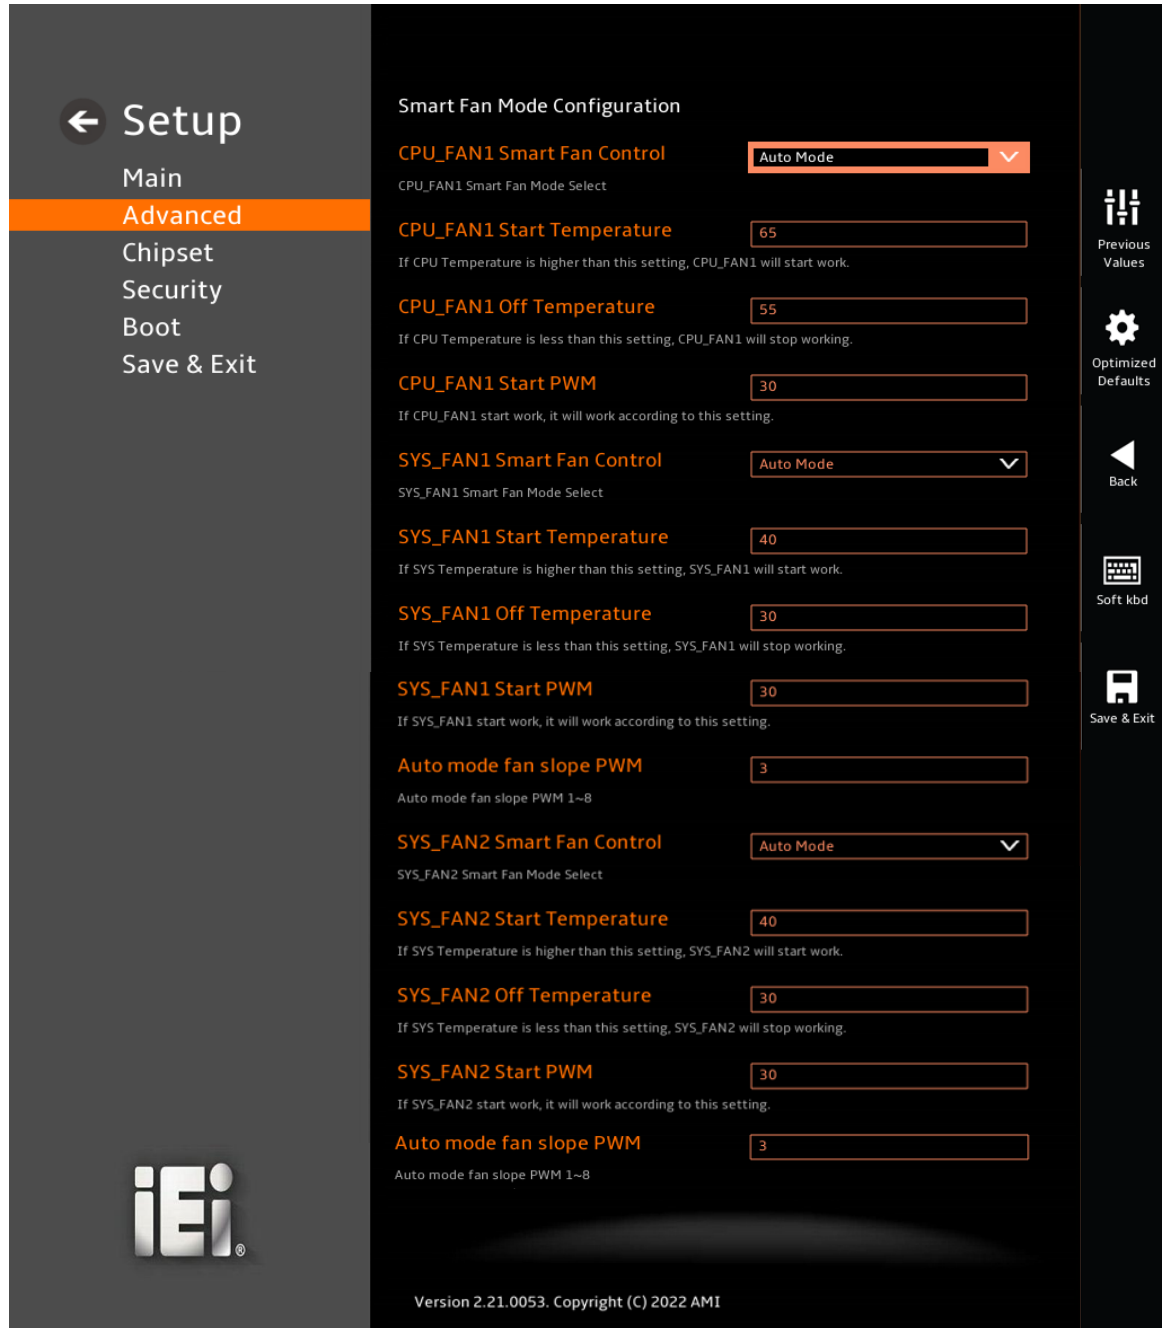 Setup
Main
Advanced
Chipset
Security
Boot
Save & Exit
Smart Fan Mode Configuration
CPU_FAN1 Smart Fan Control
Auto Mode
CPU_FAN1 Smart Fan Mode Select
CPU_FAN1 Start Temperature
65
If CPU Temperature is higher than this setting, CPU_FAN1 will start work.
CPU_FAN1 Off Temperature
55
If CPU Temperature is less than this setting, CPU_FAN1 will stop working.
CPU_FAN1 Start PWM
30
If CPU_FAN1 start work, it will work according to this setting.
SYS_FAN1 Smart Fan Control
Auto Mode
SYS_FAN1 Smart Fan Mode Select
SYS_FAN1 Start Temperature
40
If SYS Temperature is higher than this setting, SYS_FAN1 will start work.
SYS_FAN1 Off Temperature
30
If SYS Temperature is less than this setting, SYS_FAN1 will stop working.
SYS_FAN1 Start PWM
30
If SYS_FAN1 start work, it will work according to this setting.
Auto mode fan slope PWM
3
Auto mode fan slope PWM 1~8
SYS_FAN2 Smart Fan Control
Auto Mode
SYS_FAN2 Smart Fan Mode Select
SYS_FAN2 Start Temperature
40
If SYS Temperature is higher than this setting, SYS_FAN2 will start work.
SYS_FAN2 Off Temperature
30
If SYS Temperature is less than this setting, SYS_FAN2 will stop working.
SYS_FAN2 Start PWM
30
If SYS_FAN2 start work, it will work according to this setting.
Auto mode fan slope PWM
3
Auto mode fan slope PWM 1~8
Version 2.21.0053. Copyright (C) 2022 AMI
Previous
Values
Optimized
Defaults
Back
Soft kbd
Save & Exit
iEi®